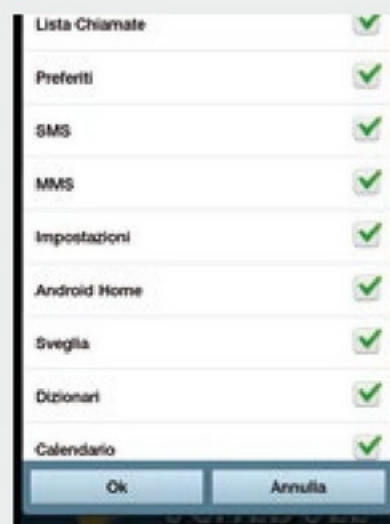 Lista Chiamate
Preferiti
SMS
MMS
Impostazioni
Android Home
Sveglia
Dizionari
Calendario
Ok Annulla